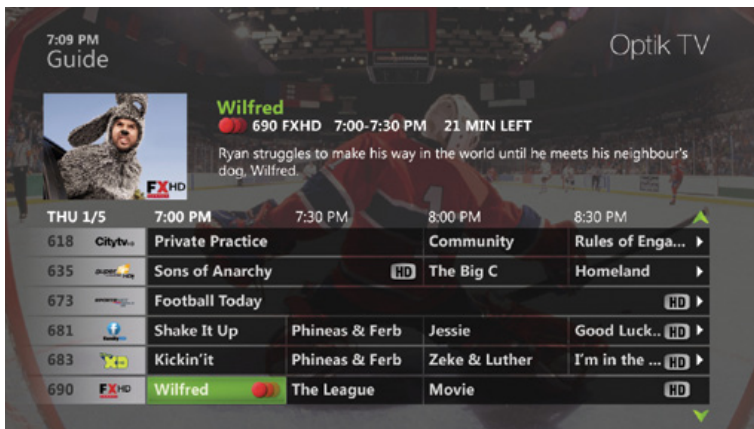 7:09 PM
Guide
Optik TV
Wilfred
690 FXHD 7:00-7:30 PM 21 MIN LEFT
Ryan struggles to make his way in the world until he meets his neighbour's
dog, Wilfred.
FXHD
THU 1/5 7:00 PM 7:30 PM 8:00 PM 8:30 PM
618 Citytv Private Practice Community Rules of Enga...
635 super Sons of Anarchy HD The Big C Homeland
673 Football Today HD
681 Shake It Up Phineas & Ferb Jessie Good Luck.. HD
683 XD Kickin'it Phineas & Ferb Zeke & Luther I'm in the ... HD
690 FXHD Wilfred The League Movie HD